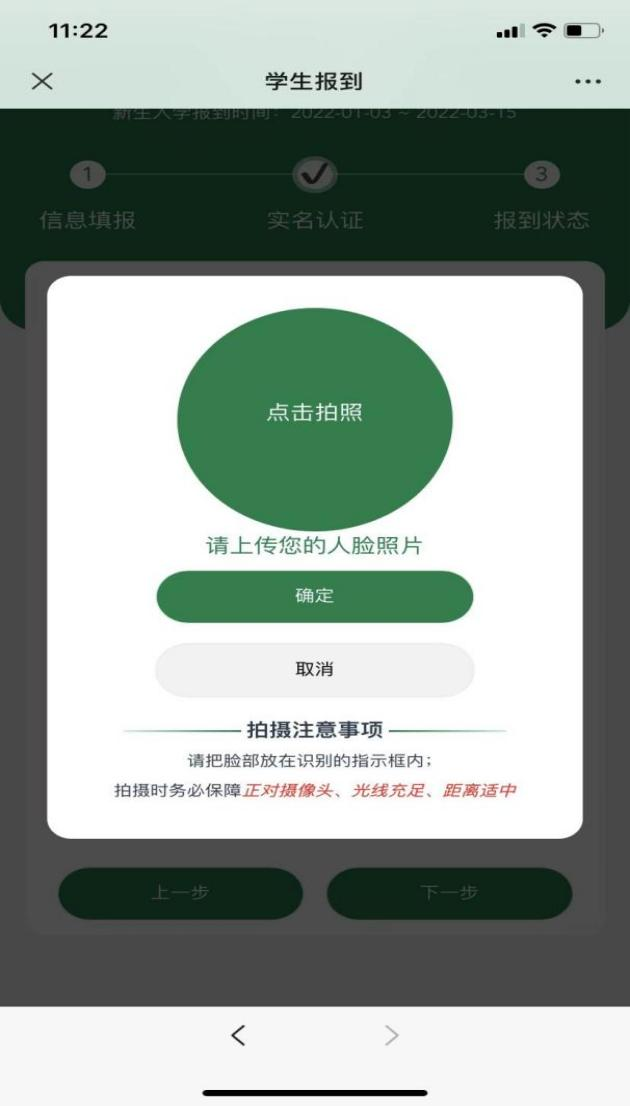 11:22
学生报到
新生入学报到时间：2022-01-03 ~ 2022-03-15
1
3
信息填报
实名认证
报到状态
点击拍照
请上传您的人脸照片
确定
取消
拍摄注意事项
请把脸部放在识别的指示框内；
拍摄时务必保障正对摄像头、光线充足、距离适中
上一步
下一步